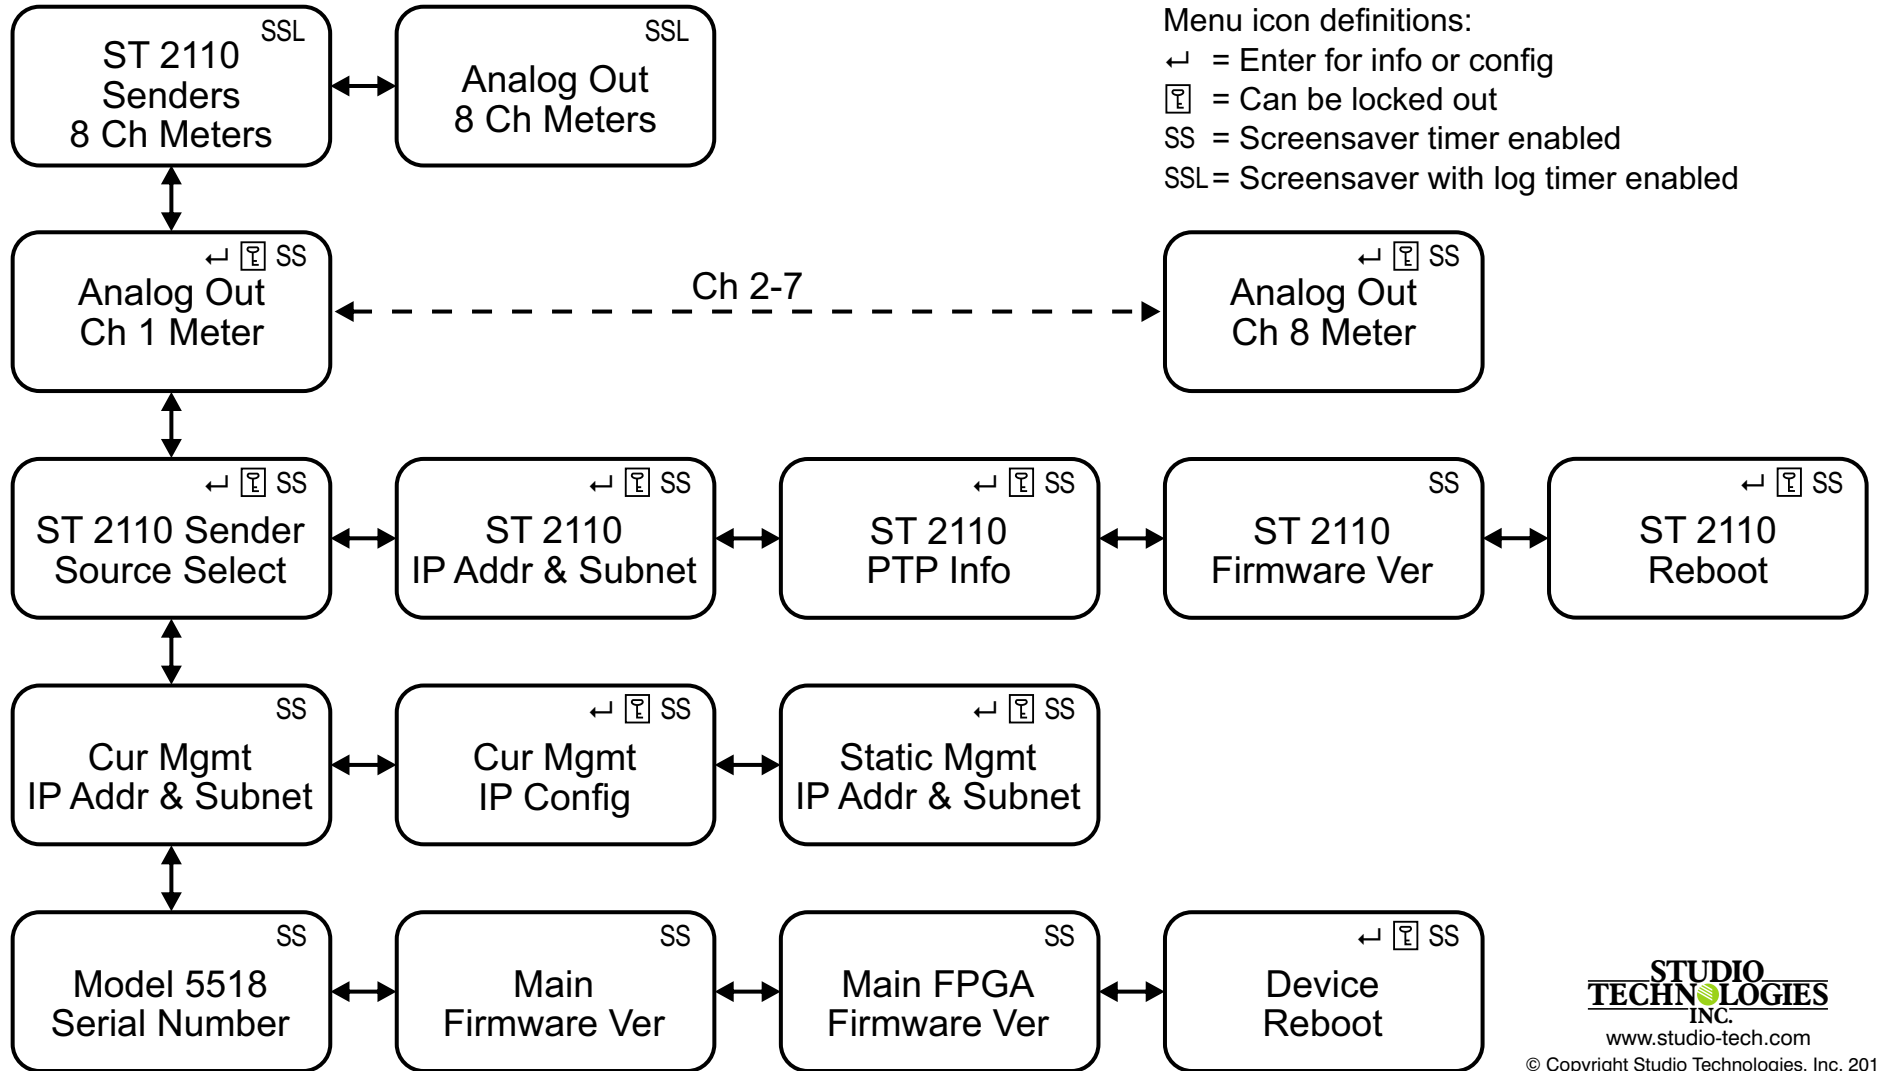 SSL
ST 2110
Senders
8 Ch Meters
SSL
Analog Out
8 Ch Meters
Menu icon definitions:
↵ = Enter for info or config
= Can be locked out
SS = Screensaver timer enabled
SSL = Screensaver with log timer enabled
↵ SS
Analog Out
Ch 1 Meter
Ch 2-7
↵ SS
Analog Out
Ch 8 Meter
↵ SS
ST 2110 Sender
Source Select
↵ SS
ST 2110
IP Addr & Subnet
↵ SS
ST 2110
PTP Info
SS
ST 2110
Firmware Ver
↵ SS
ST 2110
Reboot
SS
Cur Mgmt
IP Addr & Subnet
↵ SS
Cur Mgmt
IP Config
↵ SS
Static Mgmt
IP Addr & Subnet
SS
Model 5518
Serial Number
SS
Main
Firmware Ver
SS
Main FPGA
Firmware Ver
↵ SS
Device
Reboot
STUDIO
TECHNOLOGIES
INC.
www.studio-tech.com
© Copyright Studio Technologies, Inc. 201